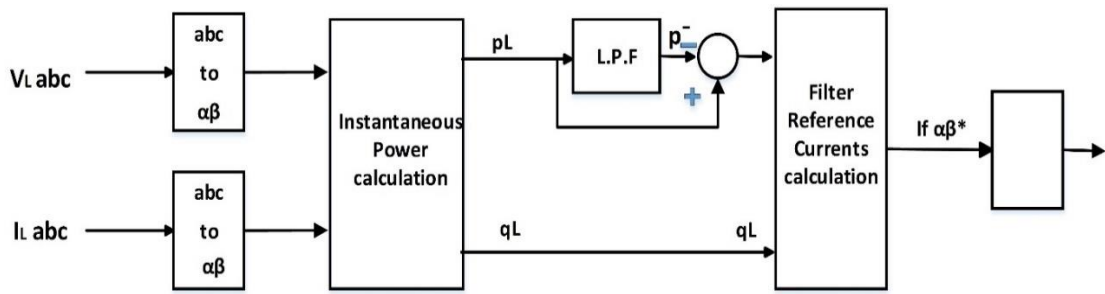 VL abc
abc
to
αβ
IL abc
abc
to
αβ
Instantaneous
Power
calculation
pL
L.P.F
p¯
−
+
qL
qL
Filter
Reference
Currents
calculation
If αβ*